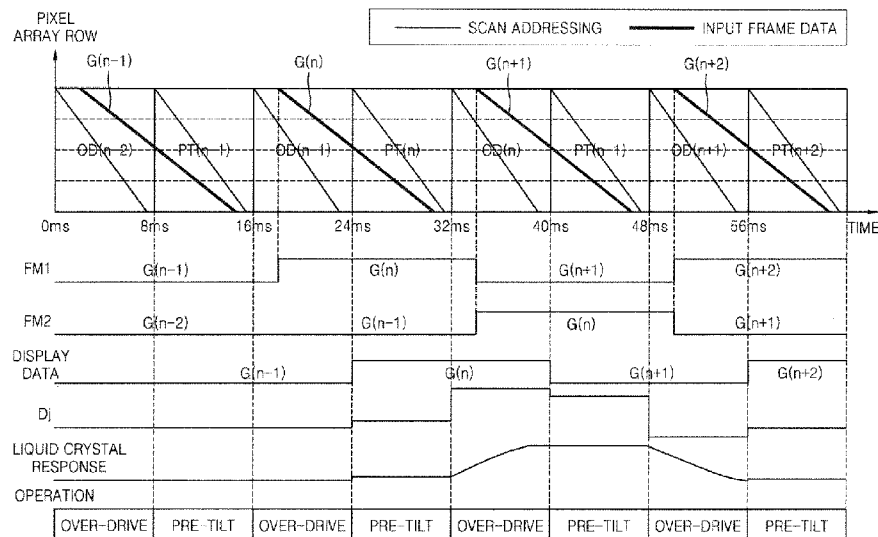 PIXEL
ARRAY ROW
SCAN ADDRESSING
INPUT FRAME DATA
G(n-1) G(n) G(n+1) G(n+2)
OD(n-2) PT(n-1) OD(n-1) PT(n) OD(n) PT(n-1) OD(n+1) PT(n+2)
0ms 8ms 16ms 24ms 32ms 40ms 48ms 56ms TIME
FM1 G(n-1) G(n) G(n+1) G(n+2)
FM2 G(n-2) G(n-1) G(n) G(n+1)
DISPLAY
DATA G(n-1) G(n) G(n+1) G(n+2)
Dj
LIQUID CRYSTAL
RESPONSE
OPERATION
OVER-DRIVE PRE-TILT OVER-DRIVE PRE-TILT OVER-DRIVE PRE-TILT OVER-DRIVE PRE-TILT